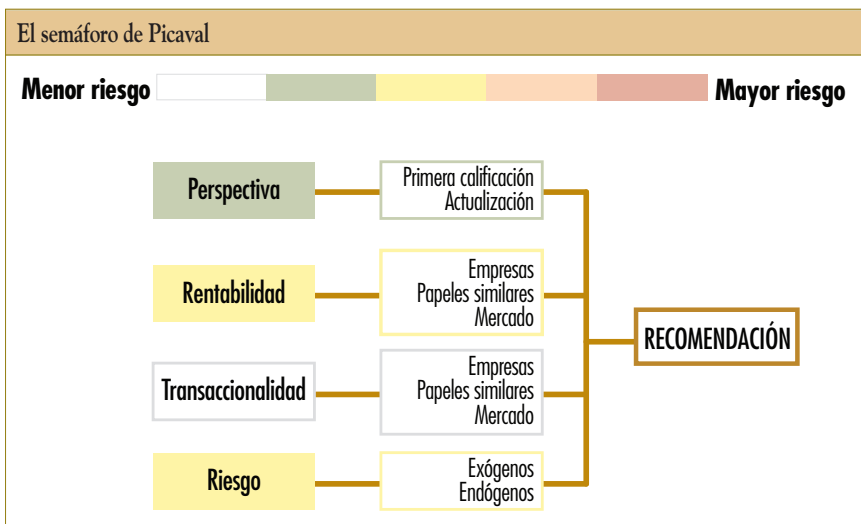 El semáforo de Picaval
Menor riesgo
Mayor riesgo
Perspectiva
Primera calificación
Actualización
Rentabilidad
Empresas
Papeles similares
Mercado
RECOMENDACIÓN
Transaccionalidad
Empresas
Papeles similares
Mercado
Riesgo
Exógenos
Endógenos